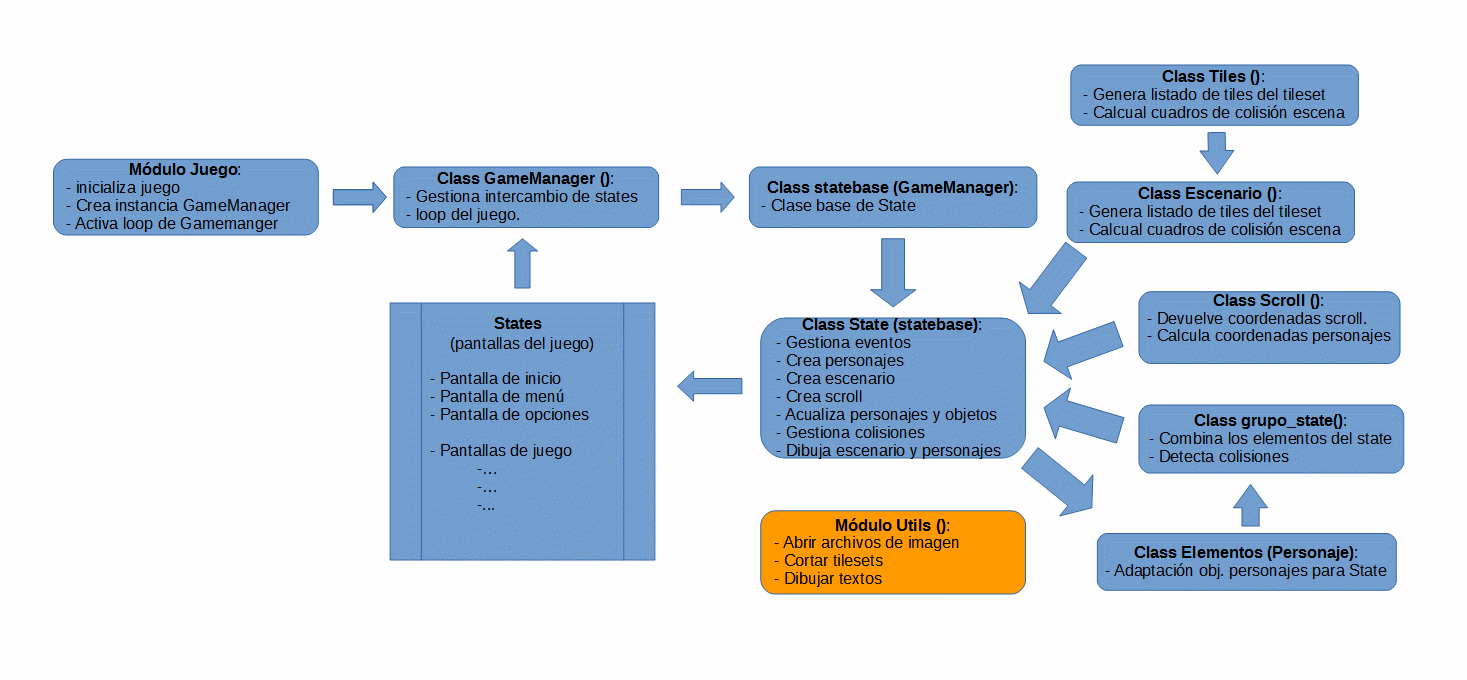 Módulo Juego:
- inicializa juego
- Crea instancia GameManager
- Activa loop de Gamemanger
Class GameManager ():
- Gestiona intercambio de states
- loop del juego.
Class statebase (GameManager):
- Clase base de State
Class Tiles ():
- Genera listado de tiles del tileset
- Calcual cuadros de colisión escena
Class Escenario ():
- Genera listado de tiles del tileset
- Calcual cuadros de colisión escena
Class Scroll ():
- Devuelve coordenadas scroll.
- Calcula coordenadas personajes
States
(pantallas del juego)
- Pantalla de inicio
- Pantalla de menú
- Pantalla de opciones
- Pantallas de juego
-...
-...
-...
Class State (statebase):
- Gestiona eventos
- Crea personajes
- Crea escenario
- Crea scroll
- Acualiza personajes y objetos
- Gestiona colisiones
- Dibuja escenario y personajes
Class grupo_state():
- Combina los elementos del state
- Detecta colisiones
Módulo Utils ():
- Abrir archivos de imagen
- Cortar tilesets
- Dibujar textos
Class Elementos (Personaje):
- Adaptación obj. personajes para State